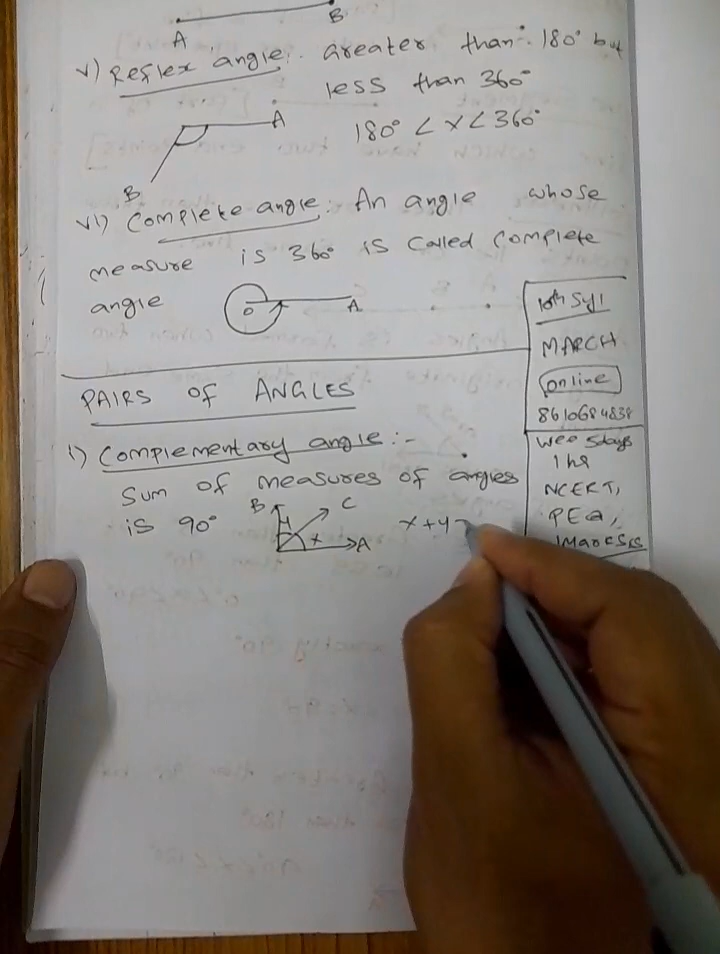 A B
v) Reflex angle: Greater than 180° but
less than 360°
A
180° < x < 360°
B
vi) Complete angle: An angle whose
measure is 360° is called complete
angle
O A
10th Syl
MARCH
online
PAIRS OF ANGLES
i) Complementary angle :-
Sum of measures of angles
is 90°
B C
y x A
x+y=
1 hr
NCERT,